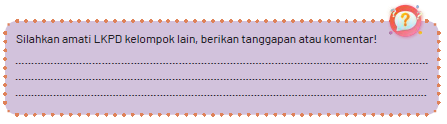 Silahkan amati LKPD kelompok lain, berikan tanggapan atau komentar!